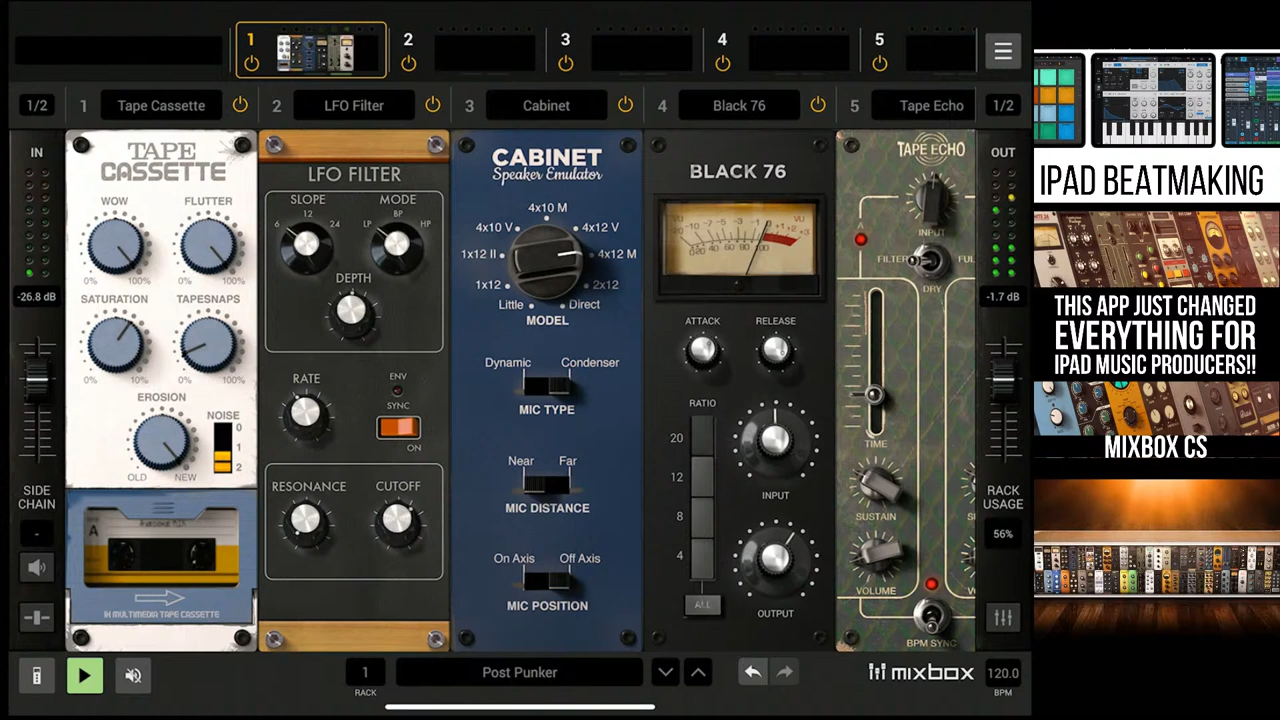 1
2
3
4
5
1/2
1
Tape Cassette
2
LFO Filter
3
Cabinet
4
Black 76
5
Tape Echo
1/2
IN
-26.8 dB
SIDE
CHAIN
-
TAPE
CASSETTE
WOW
FLUTTER
0% 100%
0% 100%
SATURATION
TAPESNAPS
0% 10%
0% 100%
EROSION
OLD NEW
NOISE
0
1
2
A
IK MULTIMEDIA TAPE CASSETTE
LFO FILTER
SLOPE
MODE
6 12 24
LP BP HP
DEPTH
RATE
ENV
SYNC
ON
RESONANCE
CUTOFF
CABINET
Speaker Emulator
4x10 M
4x10 V
4x12 V
1x12 II
4x12 M
1x12
2x12
Little
Direct
MODEL
Dynamic
Condenser
MIC TYPE
Near
Far
MIC DISTANCE
On Axis
Off Axis
MIC POSITION
BLACK 76
VU
VU
ATTACK
RELEASE
RATIO
20
12
8
4
ALL
INPUT
OUTPUT
TAPE ECHO
A
INPUT
FILTER
FUL
DRY
TIME
SUSTAIN
SU
VOLUME
VO
BPM SYNC
OUT
-1.7 dB
RACK
USAGE
56%
1
RACK
Post Punker
mixbox
120.0
BPM
IPAD BEATMAKING
THIS APP JUST CHANGED
EVERYTHING FOR
IPAD MUSIC PRODUCERS!!
MIXBOX CS